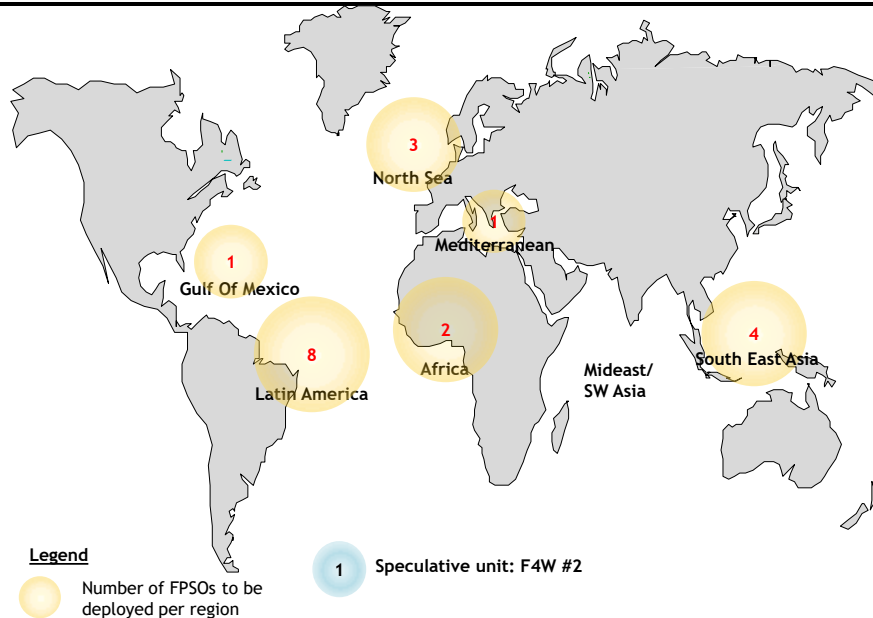 3
North Sea
1
Mediterranean
1
Gulf Of Mexico
2
Africa
8
Latin America
4
South East Asia
Mideast/
SW Asia
Legend
Number of FPSOs to be
deployed per region
1
Speculative unit: F4W #2